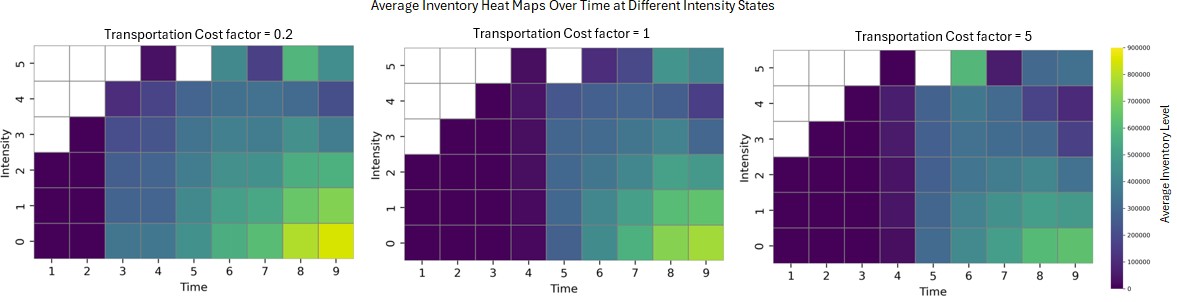 Average Inventory Heat Maps Over Time at Different Intensity States
Transportation Cost factor = 0.2
5
4
3
2
1
0
Intensity
1 2 3 4 5 6 7 8 9
Time
Transportation Cost factor = 1
5
4
3
2
1
0
Intensity
1 2 3 4 5 6 7 8 9
Time
Transportation Cost factor = 5
5
4
3
2
1
0
Intensity
1 2 3 4 5 6 7 8 9
Time
900000
800000
700000
600000
500000
400000
300000
200000
100000
0
Average Inventory Level